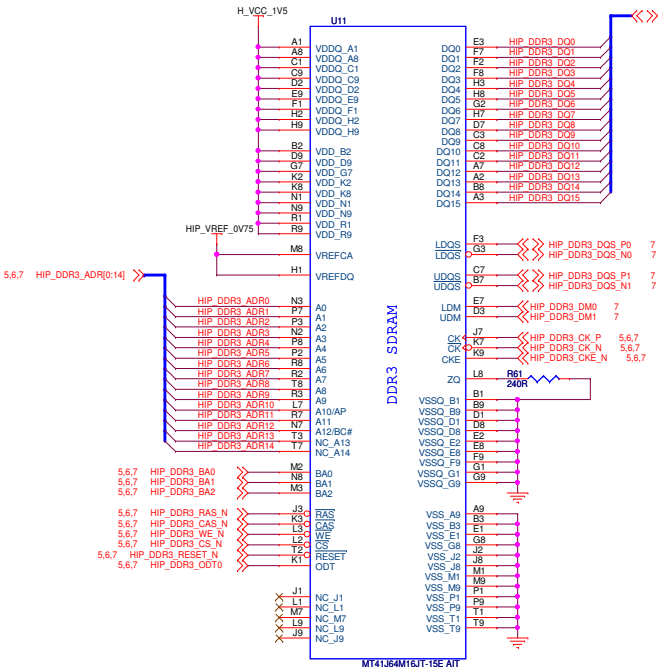 H_VCC_1V5
U11
A1 VDDQ_A1
A8 VDDQ_A8
C1 VDDQ_C1
C9 VDDQ_C9
D2 VDDQ_D2
E9 VDDQ_E9
F1 VDDQ_F1
H2 VDDQ_H2
H9 VDDQ_H9
B2 VDD_B2
D9 VDD_D9
G7 VDD_G7
K2 VDD_K2
K8 VDD_K8
N1 VDD_N1
N9 VDD_N9
R1 VDD_R1
R9 VDD_R9
HIP_VREF_0V75
M8 VREFCA
H1 VREFDQ
5,6,7 HIP_DDR3_ADR[0:14]
HIP_DDR3_ADR0 N3 A0
HIP_DDR3_ADR1 P7 A1
HIP_DDR3_ADR2 P3 A2
HIP_DDR3_ADR3 N2 A3
HIP_DDR3_ADR4 P8 A4
HIP_DDR3_ADR5 P2 A5
HIP_DDR3_ADR6 R8 A6
HIP_DDR3_ADR7 R2 A7
HIP_DDR3_ADR8 T8 A8
HIP_DDR3_ADR9 R3 A9
HIP_DDR3_ADR10 L7 A10/AP
HIP_DDR3_ADR11 R7 A11
HIP_DDR3_ADR12 N7 A12/BC#
HIP_DDR3_ADR13 T3 NC_A13
HIP_DDR3_ADR14 T7 NC_A14
5,6,7 HIP_DDR3_BA0 M2 BA0
5,6,7 HIP_DDR3_BA1 N8 BA1
5,6,7 HIP_DDR3_BA2 M3 BA2
5,6,7 HIP_DDR3_RAS_N J3 RAS
5,6,7 HIP_DDR3_CAS_N K3 CAS
5,6,7 HIP_DDR3_WE_N L3 WE
5,6,7 HIP_DDR3_CS_N L2 CS
5,6,7 HIP_DDR3_RESET_N T2 RESET
5,6,7 HIP_DDR3_ODT0 K1 ODT
J1 NC_J1
L1 NC_L1
M7 NC_M7
L9 NC_L9
J9 NC_J9
DDR3 SDRAM
DQ0 E3 HIP_DDR3_DQ0
DQ1 F7 HIP_DDR3_DQ1
DQ2 F2 HIP_DDR3_DQ2
DQ3 F8 HIP_DDR3_DQ3
DQ4 H3 HIP_DDR3_DQ4
DQ5 H8 HIP_DDR3_DQ5
DQ6 G2 HIP_DDR3_DQ6
DQ7 H7 HIP_DDR3_DQ7
DQ8 D7 HIP_DDR3_DQ8
DQ9 C3 HIP_DDR3_DQ9
DQ10 C8 HIP_DDR3_DQ10
DQ11 C2 HIP_DDR3_DQ11
DQ12 A7 HIP_DDR3_DQ12
DQ13 A2 HIP_DDR3_DQ13
DQ14 B8 HIP_DDR3_DQ14
DQ15 A3 HIP_DDR3_DQ15
LDQS F3 HIP_DDR3_DQS_P0 7
LDQS G3 HIP_DDR3_DQS_N0 7
UDQS C7 HIP_DDR3_DQS_P1 7
UDQS B7 HIP_DDR3_DQS_N1 7
LDM E7 HIP_DDR3_DM0 7
UDM D3 HIP_DDR3_DM1 7
CK J7 HIP_DDR3_CK_P 5,6,7
CK K7 HIP_DDR3_CK_N 5,6,7
CKE K9 HIP_DDR3_CKE_N 5,6,7
ZQ L8 R61
240R
VSSQ_B1 B1
VSSQ_B9 B9
VSSQ_D1 D1
VSSQ_D8 D8
VSSQ_E2 E2
VSSQ_E8 E8
VSSQ_F9 F9
VSSQ_G1 G1
VSSQ_G9 G9
VSS_A9 A9
VSS_B3 B3
VSS_E1 E1
VSS_G8 G8
VSS_J2 J2
VSS_J8 J8
VSS_M1 M1
VSS_M9 M9
VSS_P1 P1
VSS_P9 P9
VSS_T1 T1
VSS_T9 T9
MT41J64M16JT-15E AIT